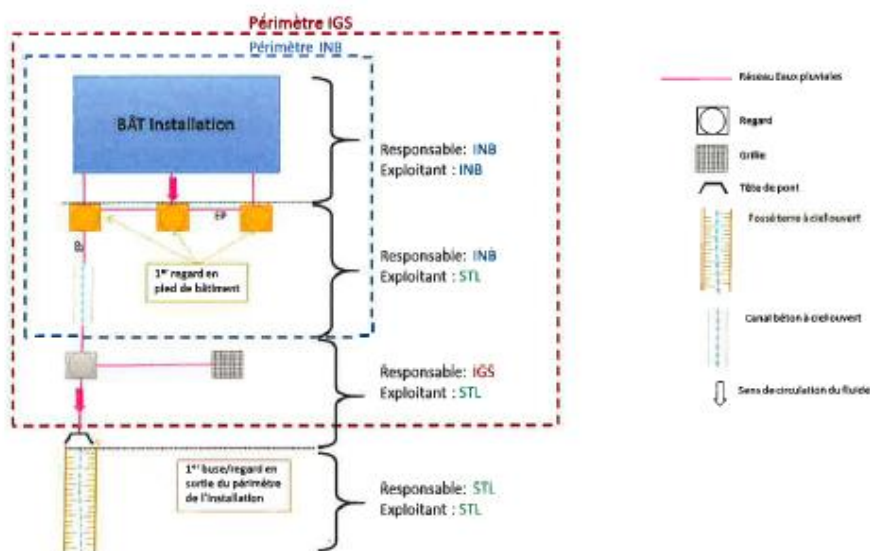 Périmètre IGS
Périmètre INB
BÂT Installation
Responsable: INB
Exploitant : INB
EP
1er regard en
pied de bâtiment
Responsable: INB
Exploitant : STL
Responsable: IGS
Exploitant : STL
1er buse/regard en
sortie du périmètre
de l'Installation
Responsable: STL
Exploitant : STL
Réseau Eaux pluviales
Regard
Grille
Tête de pont
Fossé terre à ciel ouvert
Canal béton à ciel ouvert
Sens de circulation du fluide